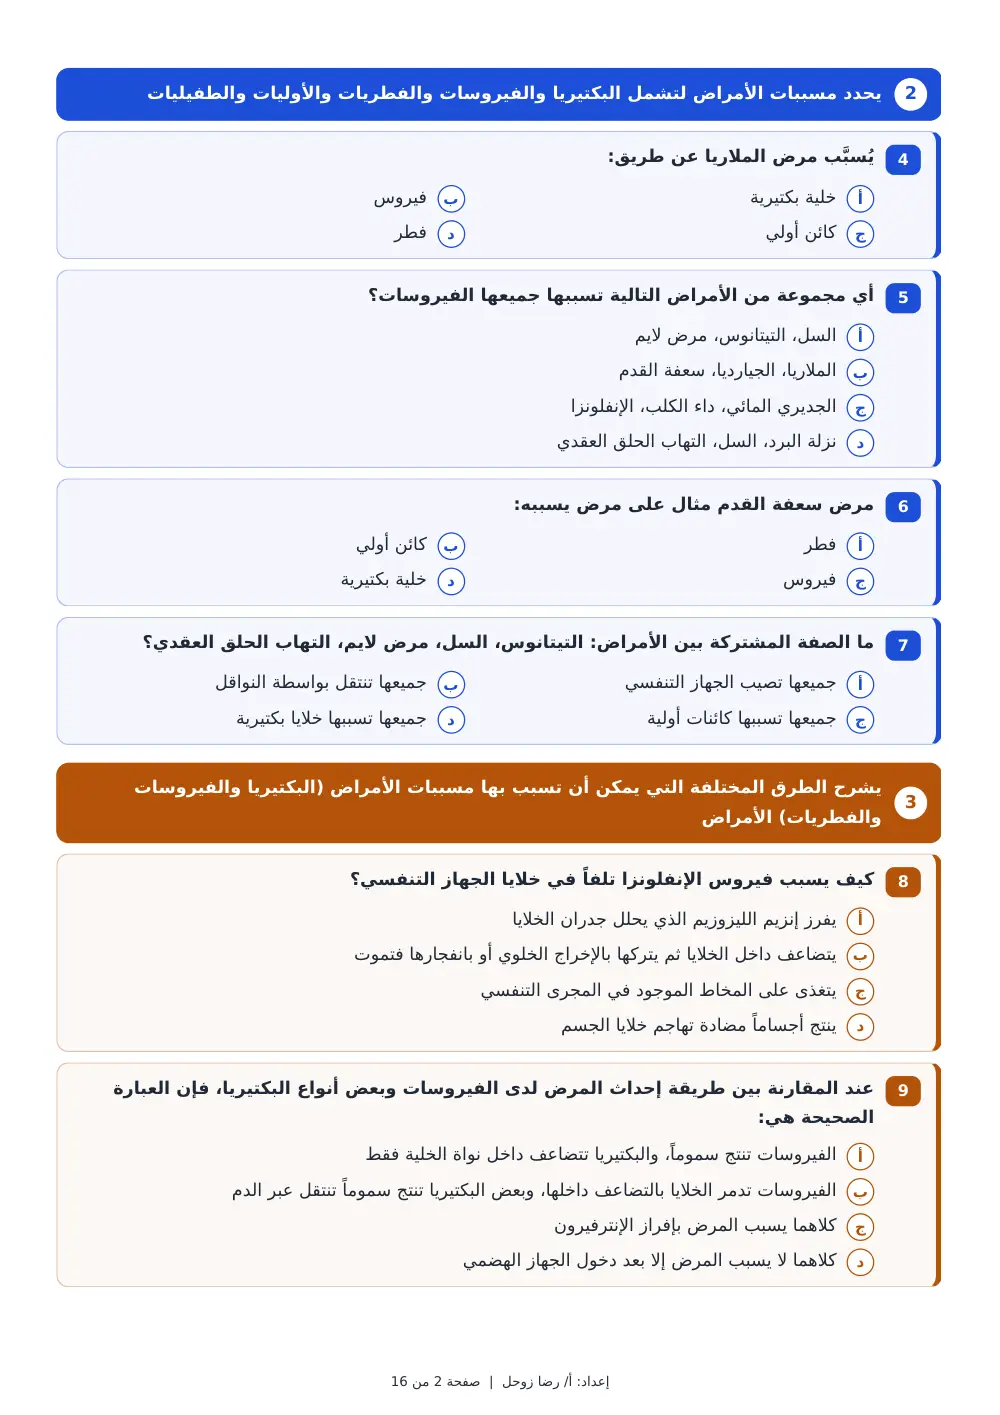 2 يحدد مسببات الأمراض لتشمل البكتيريا والفيروسات والفطريات والأوليات والطفيليات
4 يُسبَّب مرض الملاريا عن طريق:
أ خلية بكتيرية ب فيروس
ج كائن أولي د فطر
5 أي مجموعة من الأمراض التالية تسببها جميعها الفيروسات؟
أ السل، التيتانوس، مرض لايم
ب الملاريا، الجيارديا، سعفة القدم
ج الجديري المائي، داء الكلب، الإنفلونزا
د نزلة البرد، السل، التهاب الحلق العقدي
6 مرض سعفة القدم مثال على مرض يسببه:
أ فطر ب كائن أولي
ج فيروس د خلية بكتيرية
7 ما الصفة المشتركة بين الأمراض: التيتانوس، السل، مرض لايم، التهاب الحلق العقدي؟
أ جميعها تصيب الجهاز التنفسي ب جميعها تنتقل بواسطة النواقل
ج جميعها تسببها كائنات أولية د جميعها تسببها خلايا بكتيرية
3 يشرح الطرق المختلفة التي يمكن أن تسبب بها مسببات الأمراض (البكتيريا والفيروسات
والفطريات) الأمراض
8 كيف يسبب فيروس الإنفلونزا تلفاً في خلايا الجهاز التنفسي؟
أ يفرز إنزيم الليزوزيم الذي يحلل جدران الخلايا
ب يتضاعف داخل الخلايا ثم يتركها بالإخراج الخلوي أو بانفجارها فتموت
ج يتغذى على المخاط الموجود في المجرى التنفسي
د ينتج أجساماً مضادة تهاجم خلايا الجسم
9 عند المقارنة بين طريقة إحداث المرض لدى الفيروسات وبعض أنواع البكتيريا، فإن العبارة
الصحيحة هي:
أ الفيروسات تنتج سموماً، والبكتيريا تتضاعف داخل نواة الخلية فقط
ب الفيروسات تدمر الخلايا بالتضاعف داخلها، وبعض البكتيريا تنتج سموماً تنتقل عبر الدم
ج كلاهما يسبب المرض بإفراز الإنترفيرون
د كلاهما لا يسبب المرض إلا بعد دخول الجهاز الهضمي
إعداد: أ/ رضا زوحل | صفحة 2 من 16